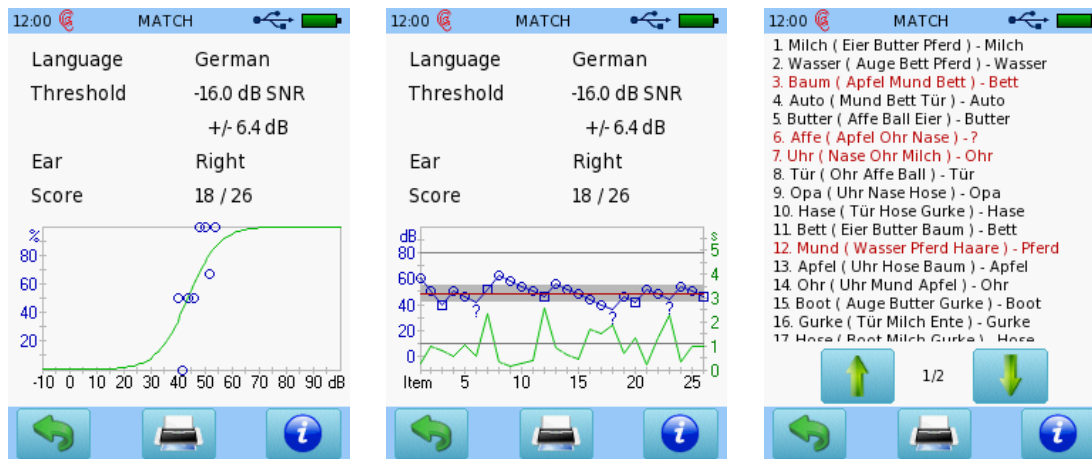 12:00 MATCH
Language German
Threshold -16.0 dB SNR
+/- 6.4 dB
Ear Right
Score 18 / 26
%
80
60
40
20
-10 0 10 20 30 40 50 60 70 80 90 dB
12:00 MATCH
Language German
Threshold -16.0 dB SNR
+/- 6.4 dB
Ear Right
Score 18 / 26
dB s
80 5
60 4
40 3
20 2
0 1
0
? ? ?
Item 5 10 15 20 25
12:00 MATCH
1. Milch ( Eier Butter Pferd ) - Milch
2. Wasser ( Auge Bett Pferd ) - Wasser
3. Baum ( Apfel Mund Bett ) - Bett
4. Auto ( Mund Bett Tür ) - Auto
5. Butter ( Affe Ball Eier ) - Butter
6. Affe ( Apfel Ohr Nase ) - ?
7. Uhr ( Nase Ohr Milch ) - Ohr
8. Tür ( Ohr Affe Ball ) - Tür
9. Opa ( Uhr Nase Hose ) - Opa
10. Hase ( Tür Hose Gurke ) - Hase
11. Bett ( Eier Butter Baum ) - Bett
12. Mund ( Wasser Pferd Haare ) - Pferd
13. Apfel ( Uhr Hose Baum ) - Apfel
14. Ohr ( Uhr Mund Apfel ) - Ohr
15. Boot ( Auge Butter Gurke ) - Boot
16. Gurke ( Tür Milch Ente ) - Gurke
17. Hose ( Boot Milch Gurke ) - Hose
1/2
i
i
i